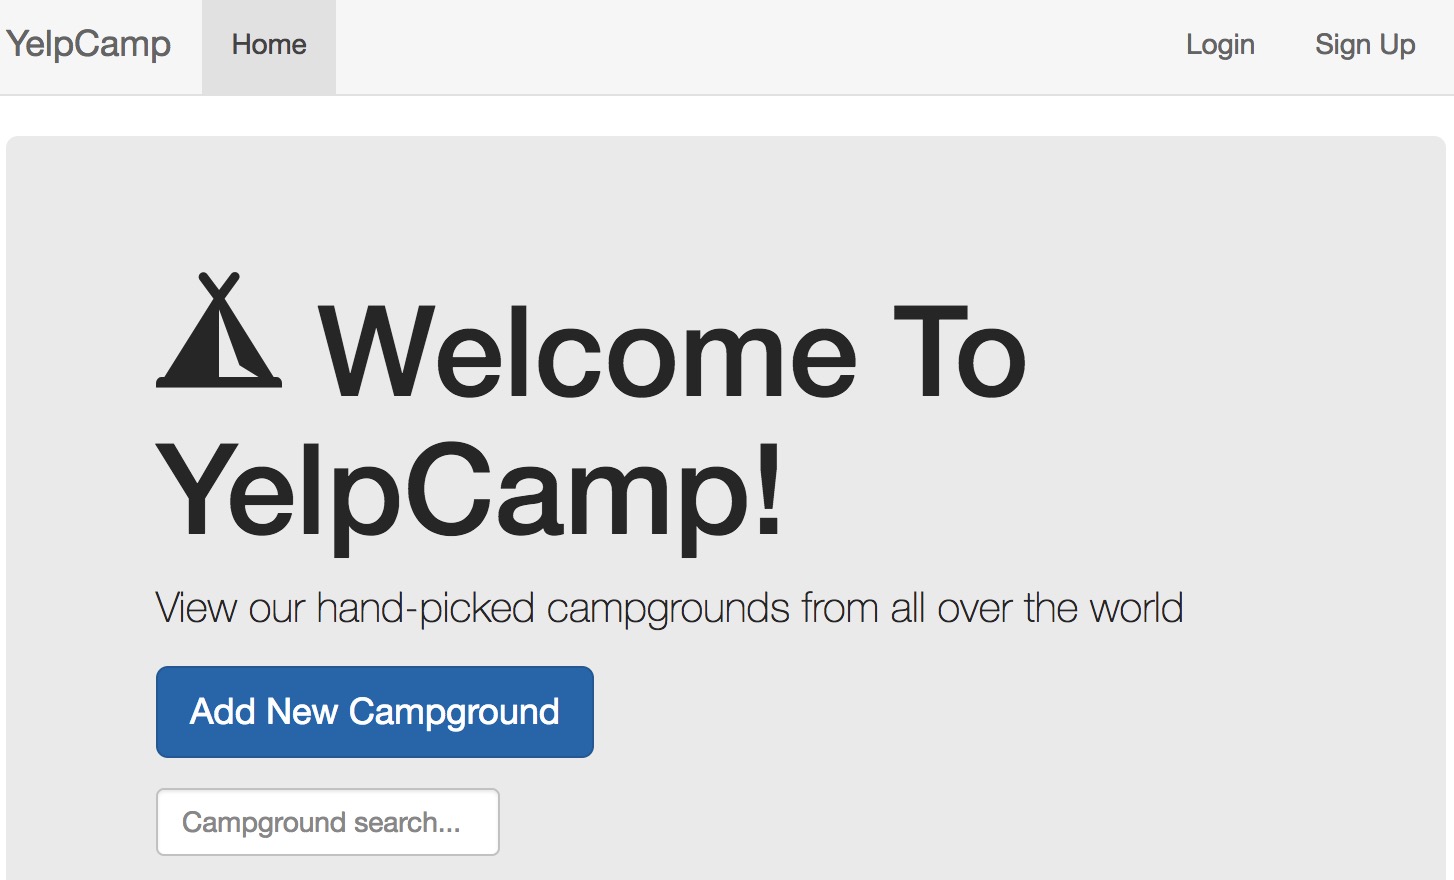 YelpCamp Home Login Sign Up
Welcome To
YelpCamp!
View our hand-picked campgrounds from all over the world
Add New Campground
Campground search...